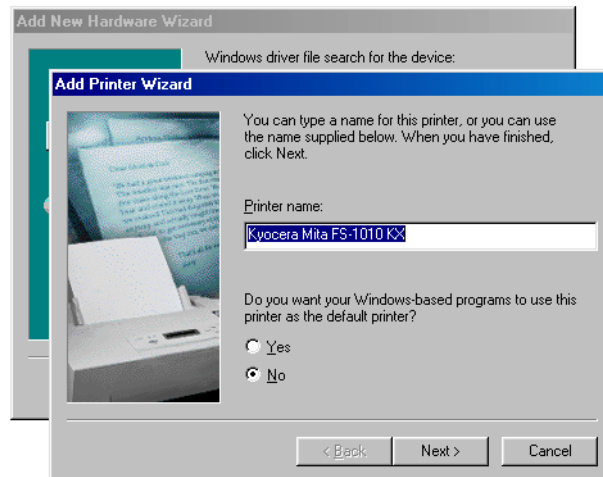 Add New Hardware Wizard
Windows driver file search for the device:
Add Printer Wizard
You can type a name for this printer, or you can use
the name supplied below. When you have finished,
click Next.
Printer name:
Kyocera Mita FS-1010 KX
Do you want your Windows-based programs to use this
printer as the default printer?
Yes
No
< Back
Next >
Cancel